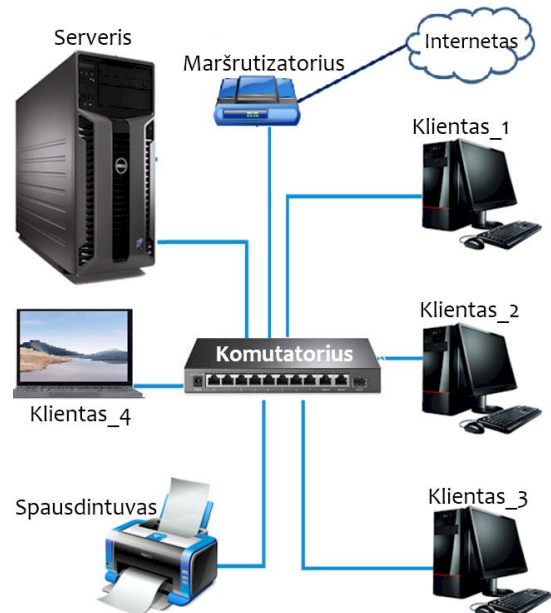 Serveris
Internetas
Maršrutizatorius
Klientas_1
Klientas_2
Komutatorius
Klientas_4
Klientas_3
Spausdintuvas